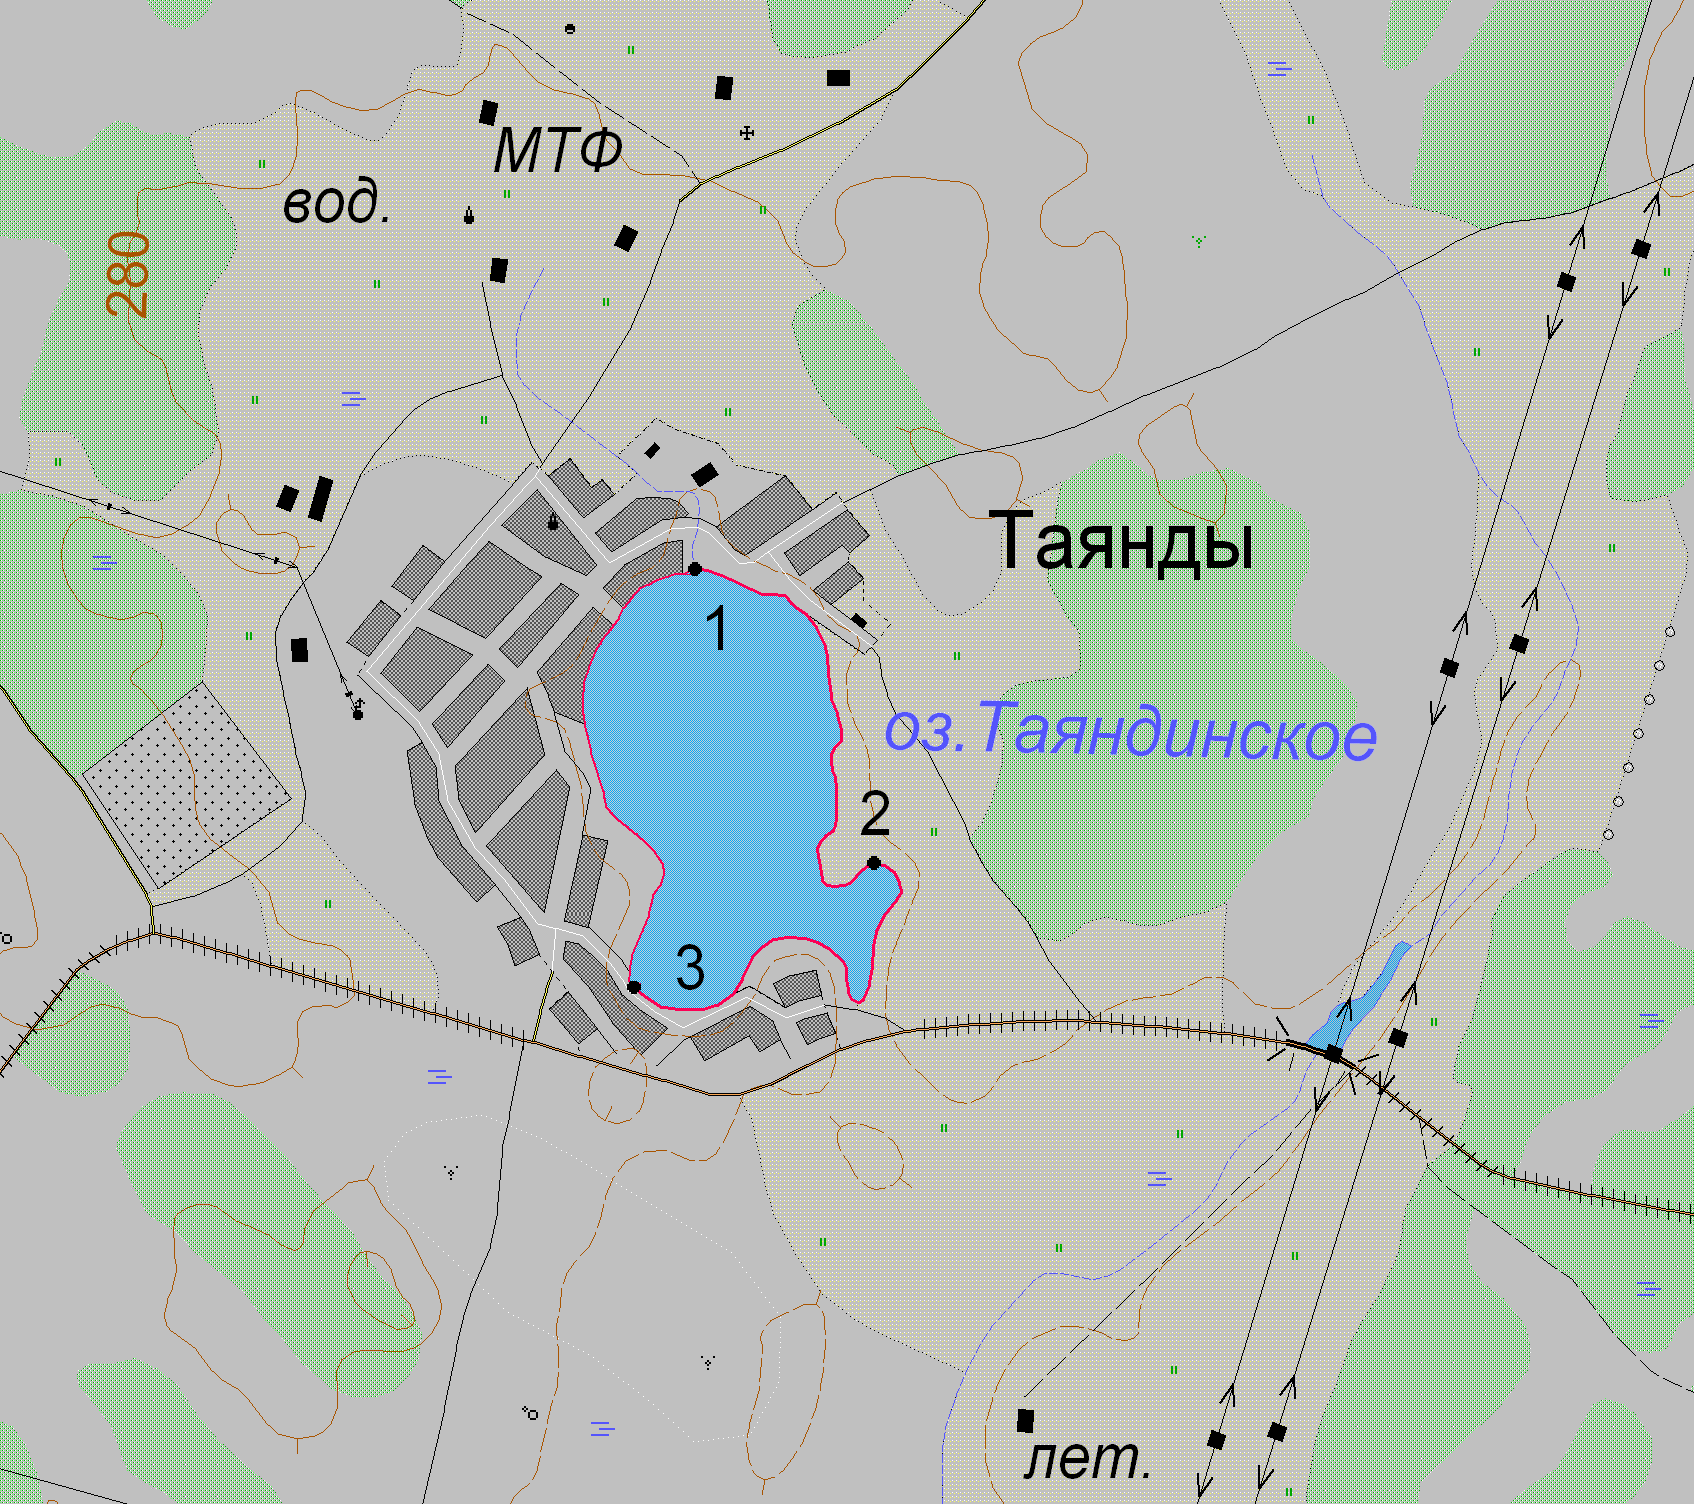 МТФ
вод.
280
Таянды
1
оз.Таяндинское
2
3
лет.